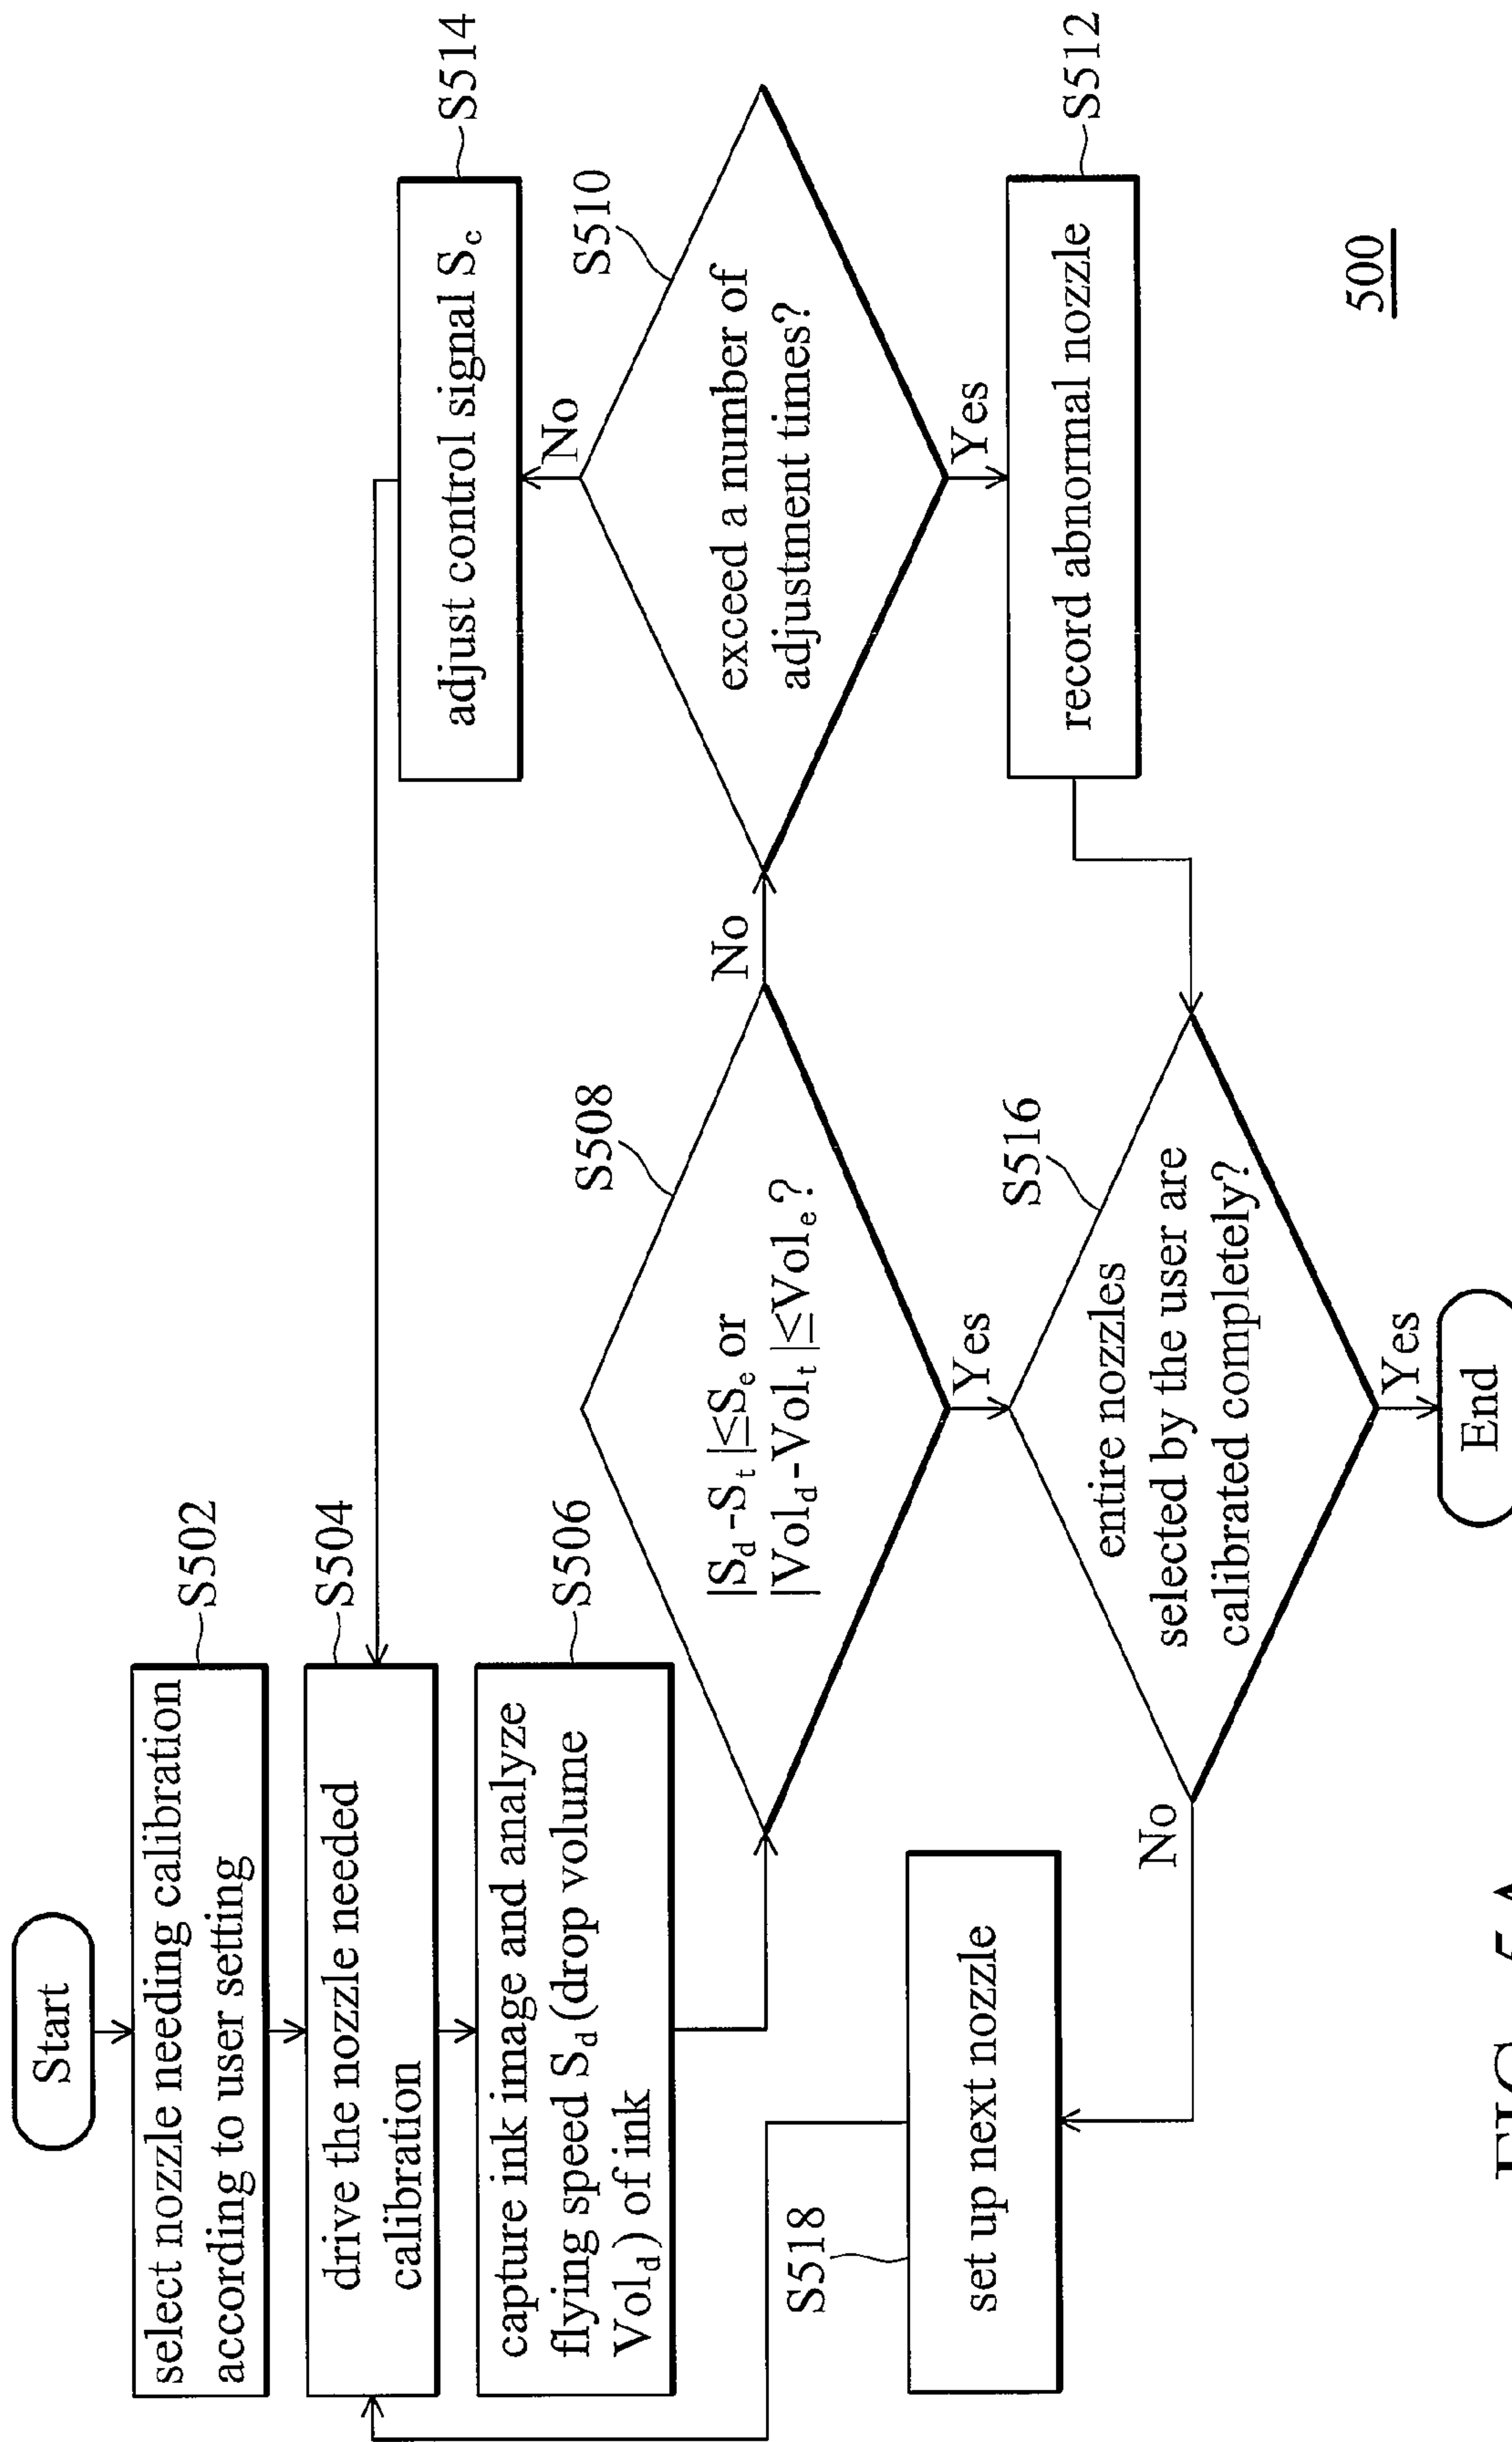 Start
select nozzle needing calibration
according to user setting
S502
drive the nozzle needed
calibration
S504
capture ink image and analyze
flying speed S_d (drop volume
Vol_d) of ink
S506
|S_d-S_t|≤S_e or
|Vol_d-Vol_t|≤Vol_e?
S508
No
Yes
exceed a number of
adjustment times?
S510
No
Yes
adjust control signal S_c
S514
record abnormal nozzle
S512
entire nozzles
selected by the user are
calibrated completely?
S516
No
Yes
set up next nozzle
S518
End
500